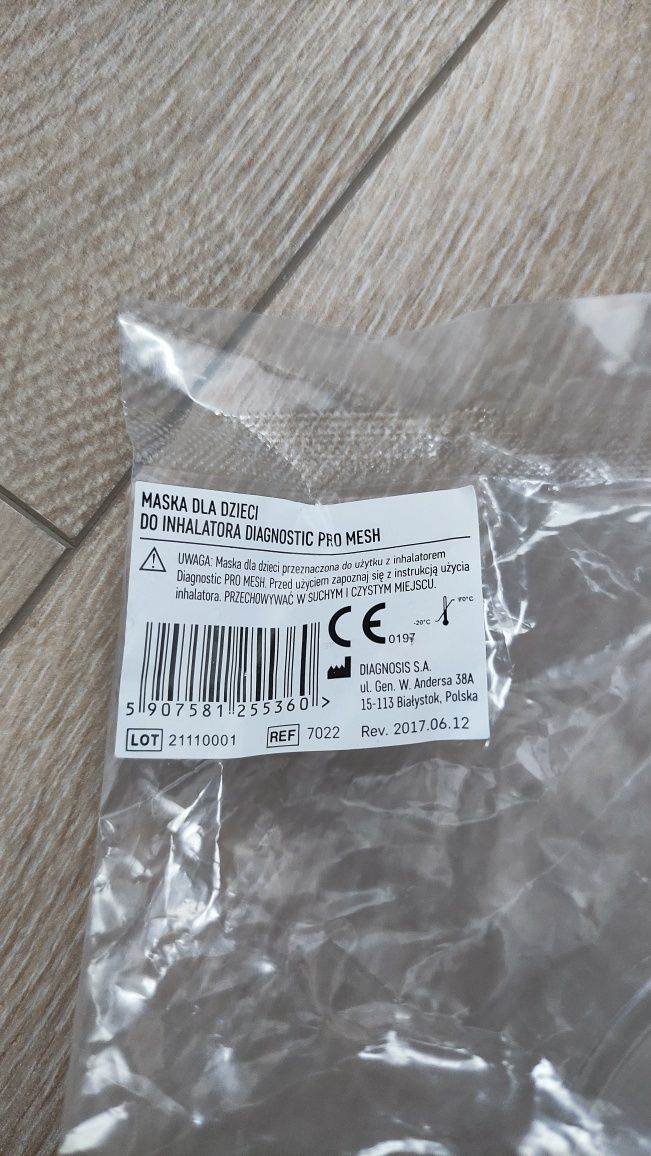 MASKA DLA DZIECI
DO INHALATORA DIAGNOSTIC PRO MESH
UWAGA: Maska dla dzieci przeznaczona do użytku z inhalatorem
Diagnostic PRO MESH. Przed użyciem zapoznaj się z instrukcją użycia
inhalatora. PRZECHOWYWAĆ W SUCHYM I CZYSTYM MIEJSCU.
CE 0197
-20°C
DIAGNOSIS S.A.
ul. Gen. W. Andersa 38A
15-113 Białystok, Polska
5 907581 255360 >
LOT 21110001 REF 7022 Rev. 2017.06.12